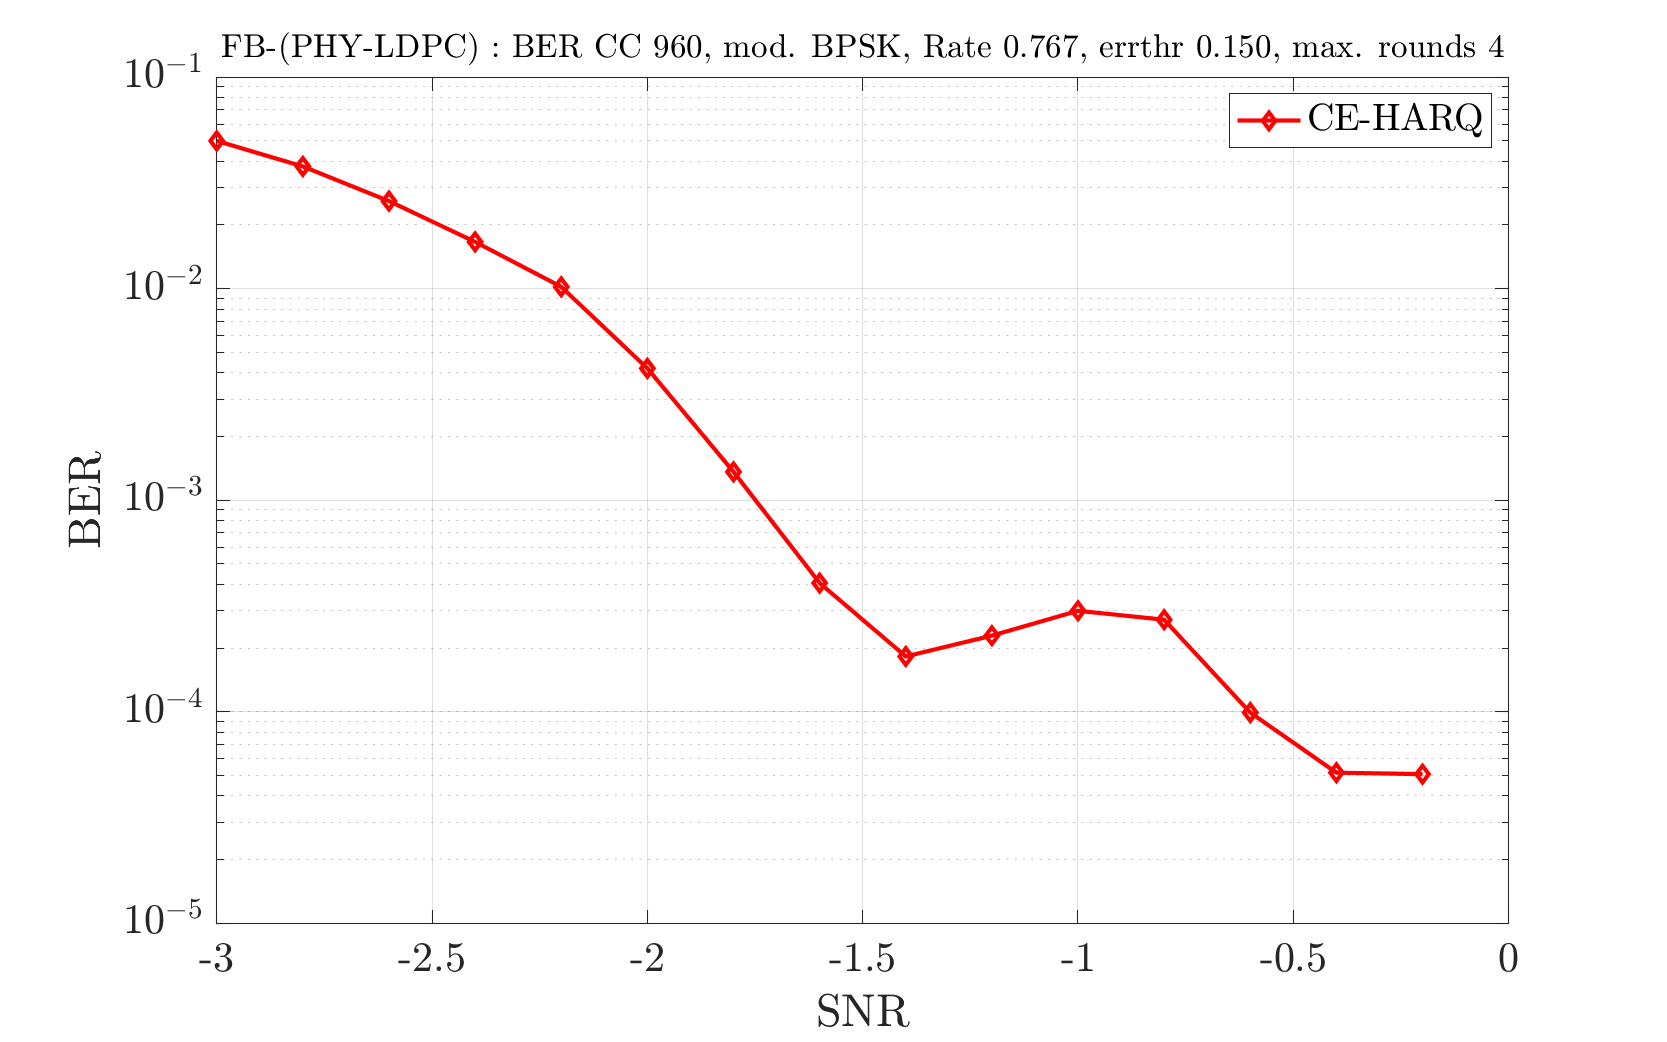 FB-(PHY-LDPC) : BER CC 960, mod. BPSK, Rate 0.767, errthr 0.150, max. rounds 4
CE-HARQ
10⁻¹
10⁻²
10⁻³
10⁻⁴
10⁻⁵
BER
-3 -2.5 -2 -1.5 -1 -0.5 0
SNR